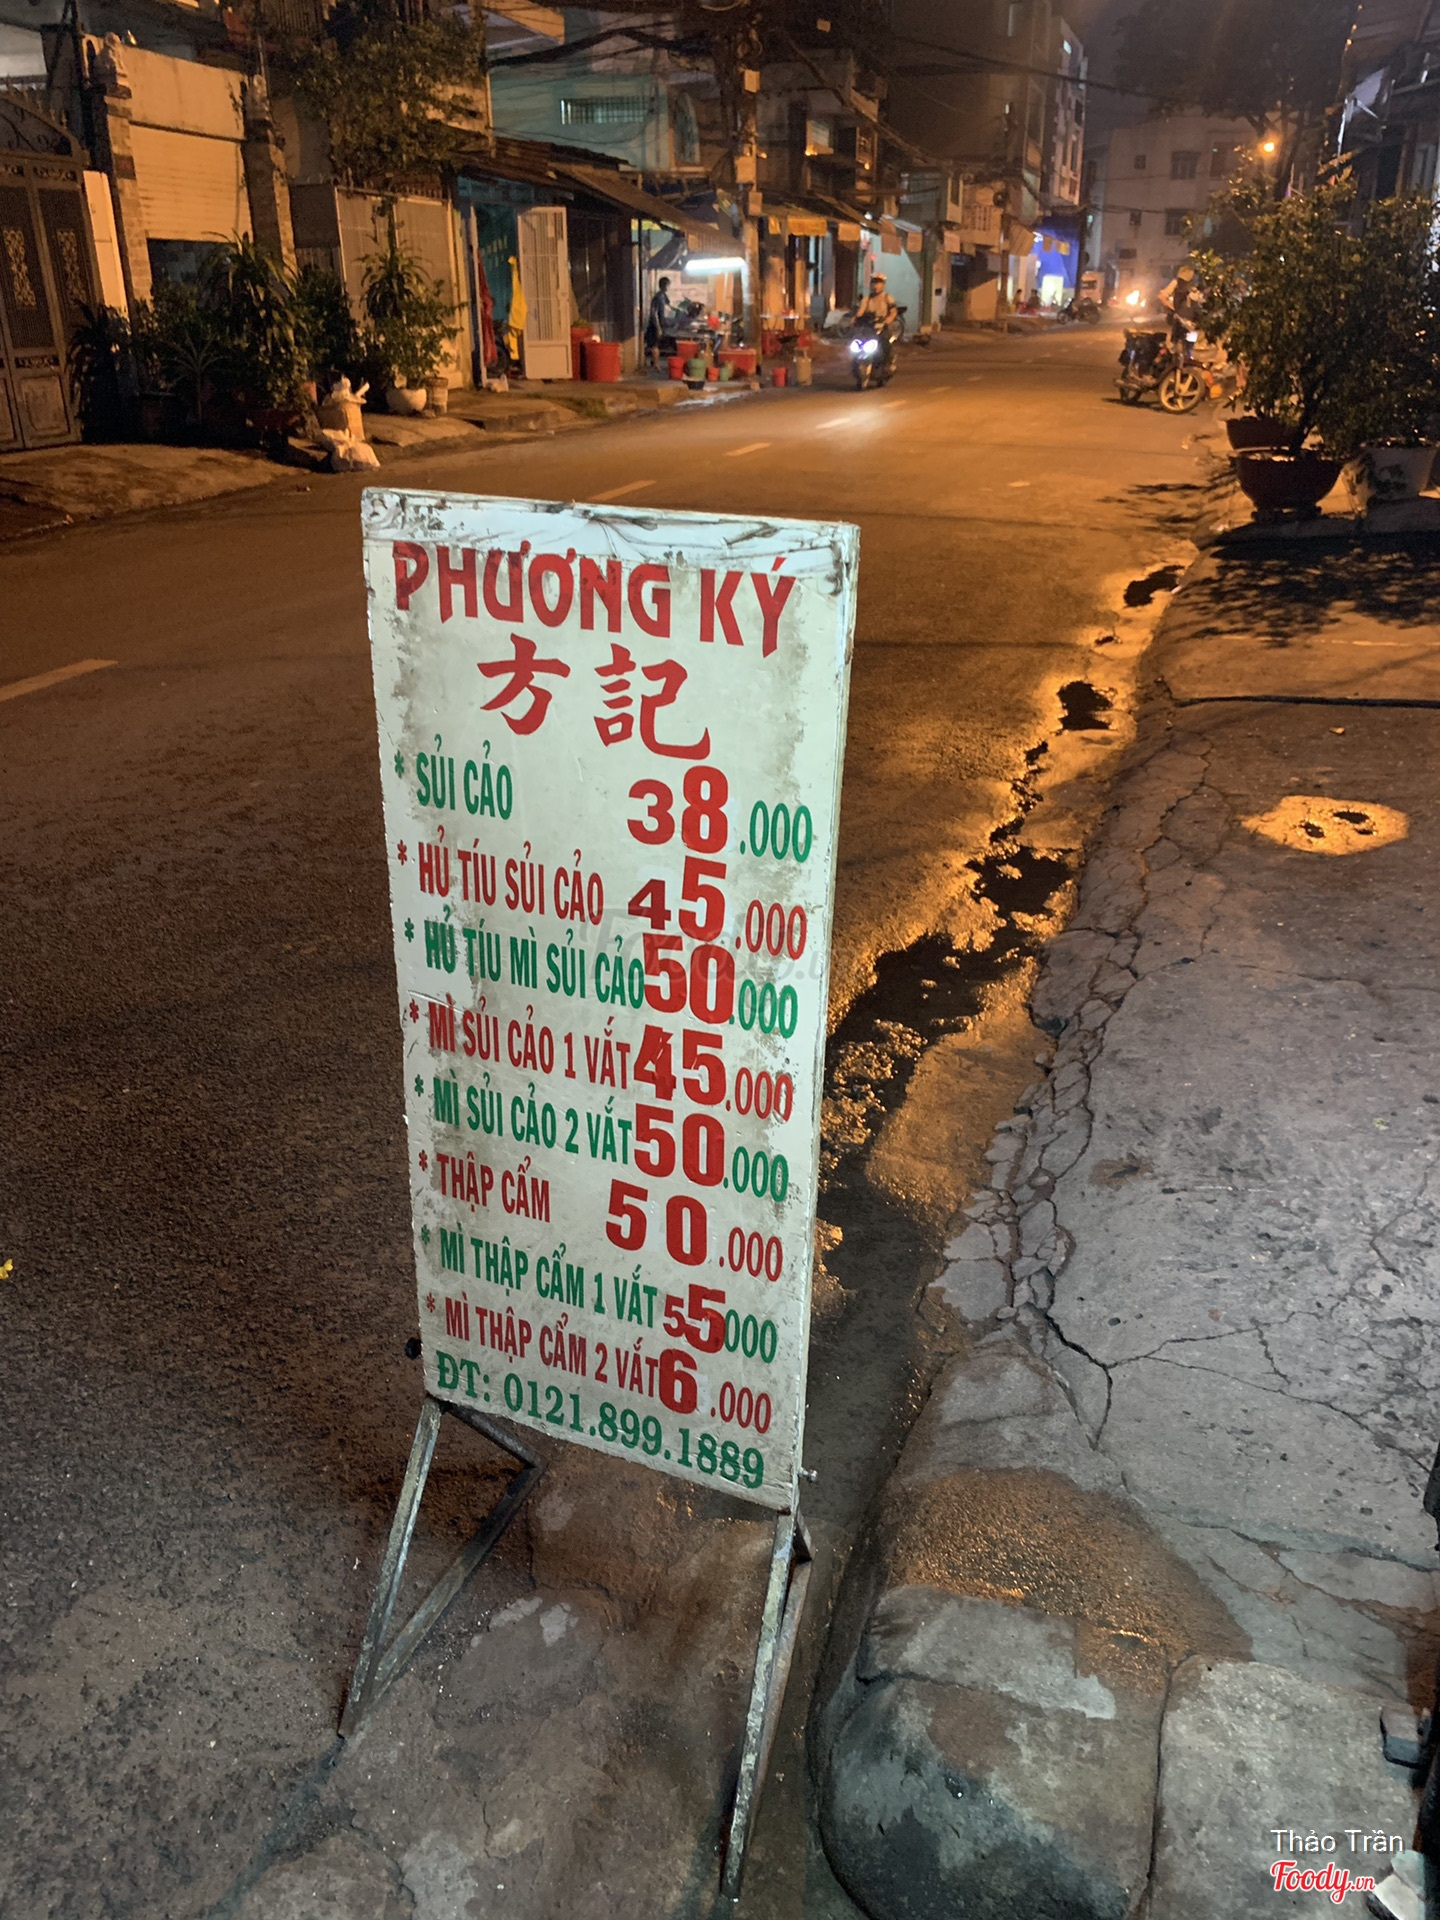 PHƯƠNG KÝ
方記
* SỦI CẢO 38.000
* HỦ TÍU SỦI CẢO 45.000
* HỦ TÍU MÌ SỦI CẢO 50.000
* MÌ SỦI CẢO 1 VẮT 45.000
* MÌ SỦI CẢO 2 VẮT 50.000
* THẬP CẨM 50.000
* MÌ THẬP CẨM 1 VẮT 55000
* MÌ THẬP CẨM 2 VẮT 6 .000
ĐT: 0121.899.1889
Thảo Trần
Foody.vn